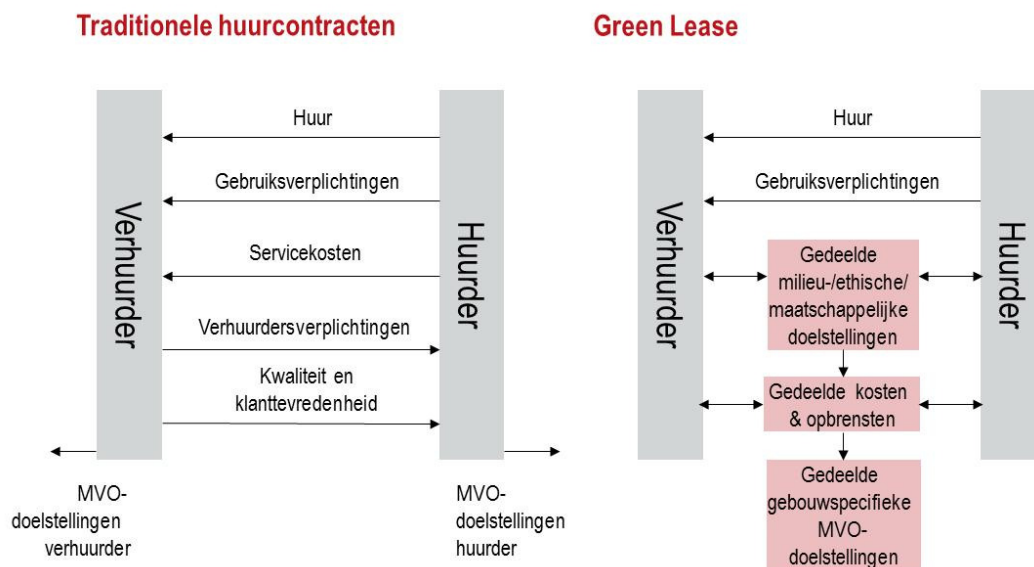 Traditionele huurcontracten
Verhuurder
Huur
Gebruiksverplichtingen
Servicekosten
Verhuurdersverplichtingen
Kwaliteit en
klanttevredenheid
Huurder
MVO-
doelstellingen
verhuurder
MVO-
doelstellingen
huurder
Green Lease
Verhuurder
Huur
Gebruiksverplichtingen
Gedeelde
milieu-/ethische/
maatschappelijke
doelstellingen
Gedeelde kosten
& opbrensten
Gedeelde
gebouwspecifieke
MVO-
doelstellingen
Huurder